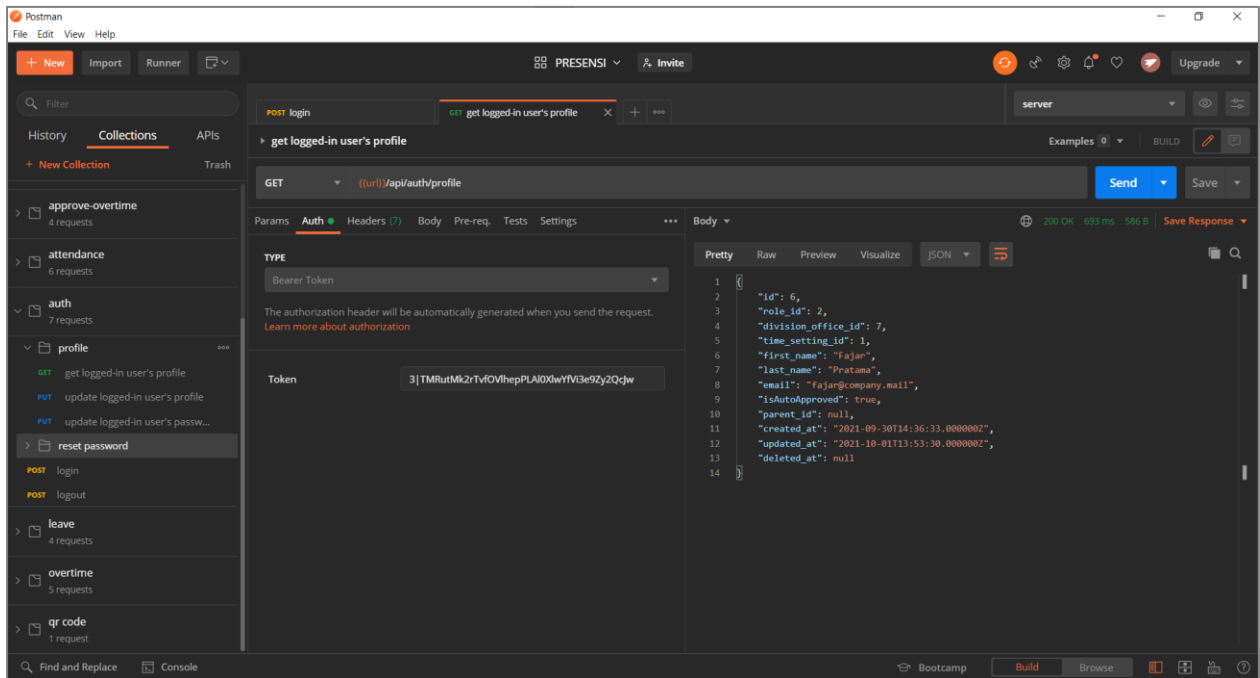 Postman
File Edit View Help
+ New Import Runner
PRESENSI Invite
Upgrade
Filter
History Collections APIs
+ New Collection Trash
approve-overtime
4 requests
attendance
6 requests
auth
7 requests
profile
GET get logged-in user's profile
PUT update logged-in user's profile
PUT update logged-in user's passw...
reset password
POST login
POST logout
leave
4 requests
overtime
5 requests
qr code
1 request
POST login GET get logged-in user's profile
server
get logged-in user's profile
Examples 0 BUILD
GET {{url}}/api/auth/profile
Send Save
Params Auth Headers (7) Body Pre-req. Tests Settings
TYPE
Bearer Token
The authorization header will be automatically generated when you send the request.
Learn more about authorization
Token 3|TMRutMk2rTvfOVlhepPLAl0XlwYfVi3e9Zy2QcJw
Body 200 OK 693 ms 586 B Save Response
Pretty Raw Preview Visualize JSON
1 {
2 "id": 6,
3 "role_id": 2,
4 "division_office_id": 7,
5 "time_setting_id": 1,
6 "first_name": "Fajar",
7 "last_name": "Pratama",
8 "email": "fajar@company.mail",
9 "isAutoApproved": true,
10 "parent_id": null,
11 "created_at": "2021-09-30T14:36:33.000000Z",
12 "updated_at": "2021-10-01T13:53:30.000000Z",
13 "deleted_at": null
14 }
Find and Replace Console
Bootcamp Build Browse